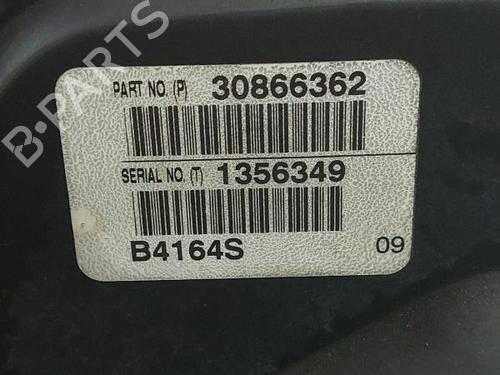 B-PARTS
PART NO. (P) 30866362
SERIAL NO. (T) 1356349
B4164S 09